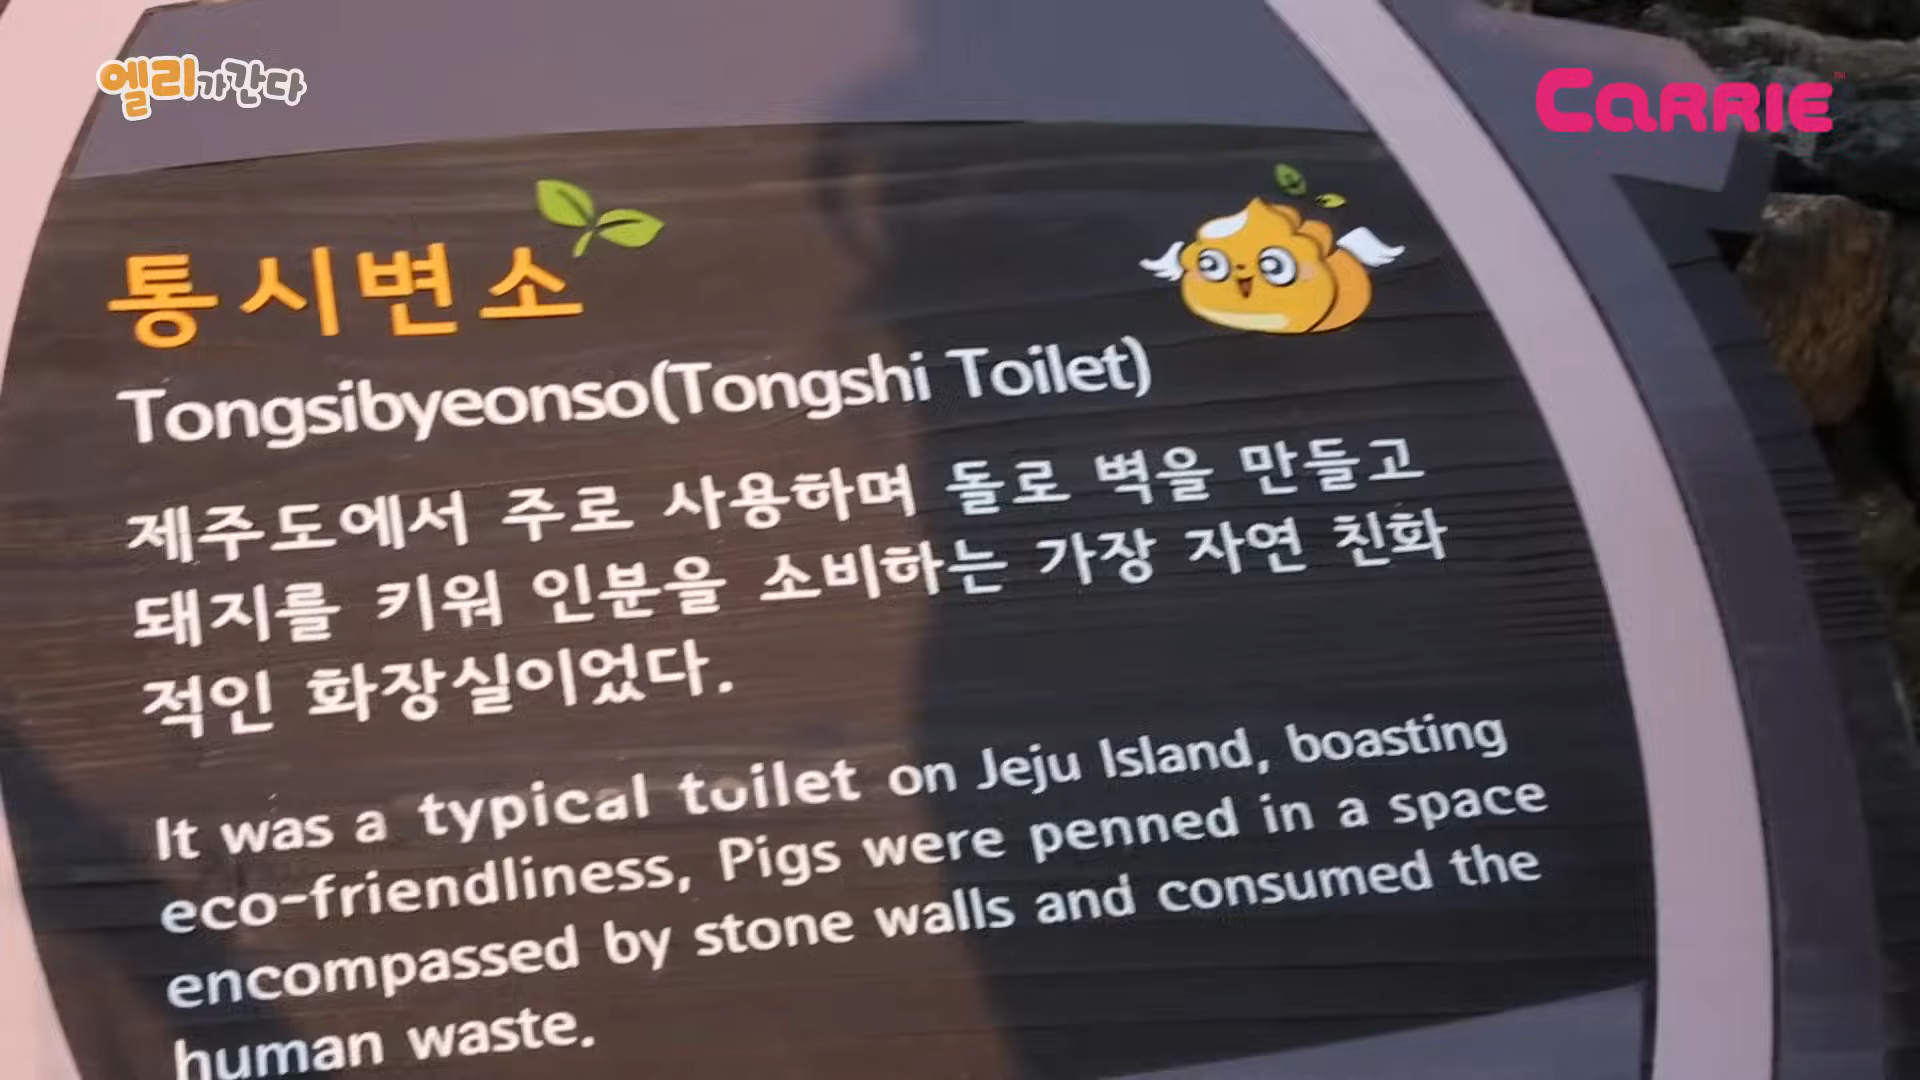 엘리가간다
CARRIE
TM
통시변소
Tongsibyeonso(Tongshi Toilet)
제주도에서 주로 사용하며 돌로 벽을 만들고
돼지를 키워 인분을 소비하는 가장 자연 친화
적인 화장실이었다.
It was a typical toilet on Jeju Island, boasting
eco-friendliness, Pigs were penned in a space
encompassed by stone walls and consumed the
human waste.